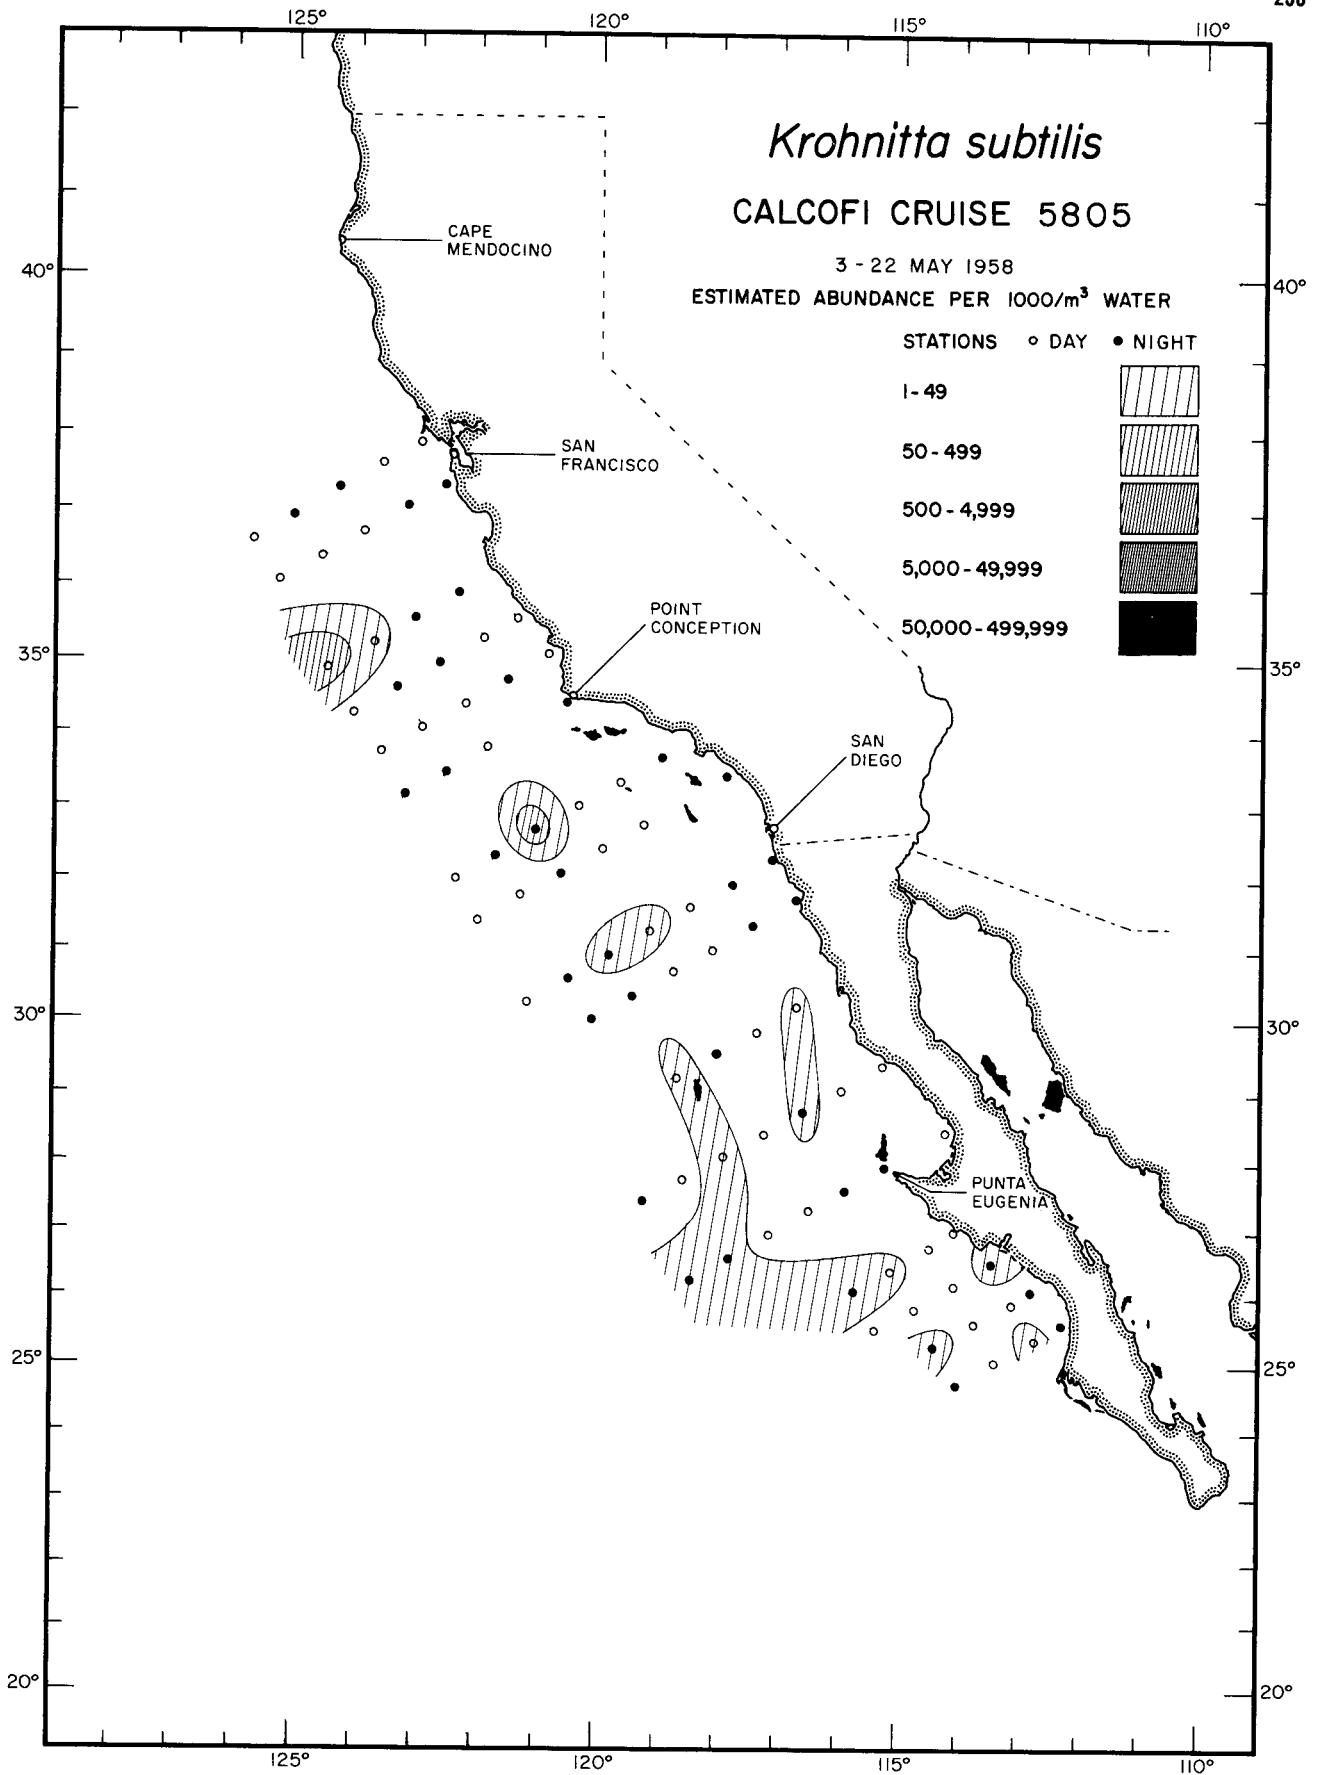 125° 120° 115° 110°
Krohnitta subtilis
CALCOFI CRUISE 5805
3-22 MAY 1958
ESTIMATED ABUNDANCE PER 1000/m³ WATER
STATIONS ○ DAY ● NIGHT
1-49
50-499
500-4,999
5,000-49,999
50,000-499,999
CAPE
MENDOCINO
40° 40°
SAN
FRANCISCO
POINT
CONCEPTION
35° 35°
SAN
DIEGO
30° 30°
PUNTA
EUGENIA
25° 25°
20° 20°
125° 120° 115° 110°